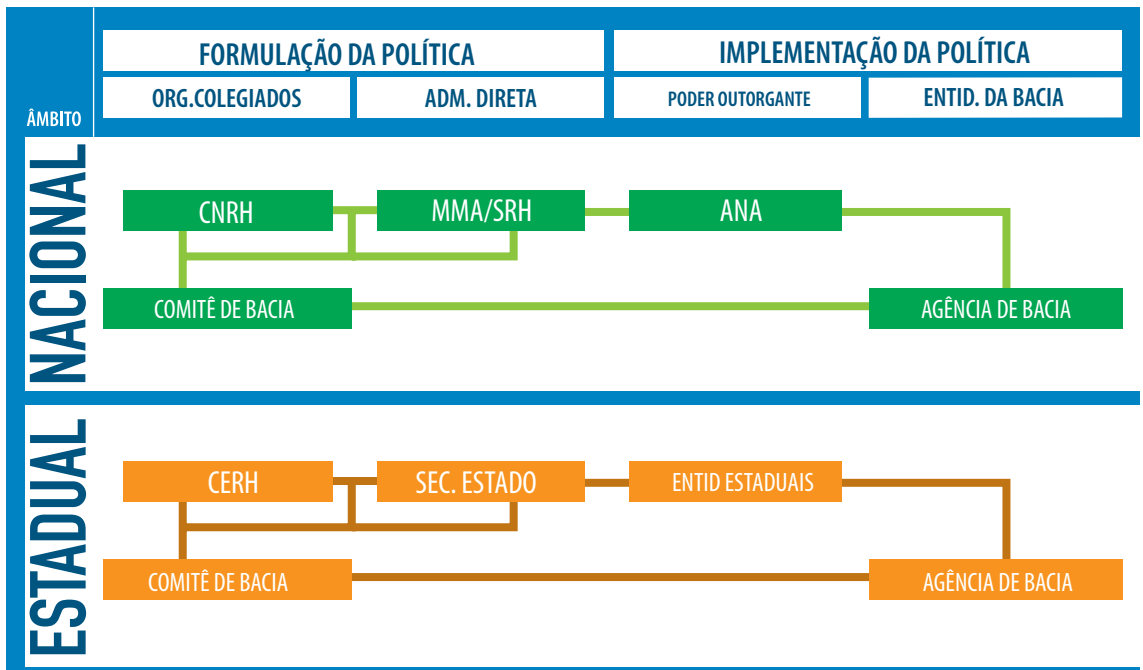 FORMULAÇÃO DA POLÍTICA
IMPLEMENTAÇÃO DA POLÍTICA
ÂMBITO
ORG.COLEGIADOS
ADM. DIRETA
PODER OUTORGANTE
ENTID. DA BACIA
NACIONAL
CNRH
MMA/SRH
ANA
COMITÊ DE BACIA
AGÊNCIA DE BACIA
ESTADUAL
CERH
SEC. ESTADO
ENTID ESTADUAIS
COMITÊ DE BACIA
AGÊNCIA DE BACIA